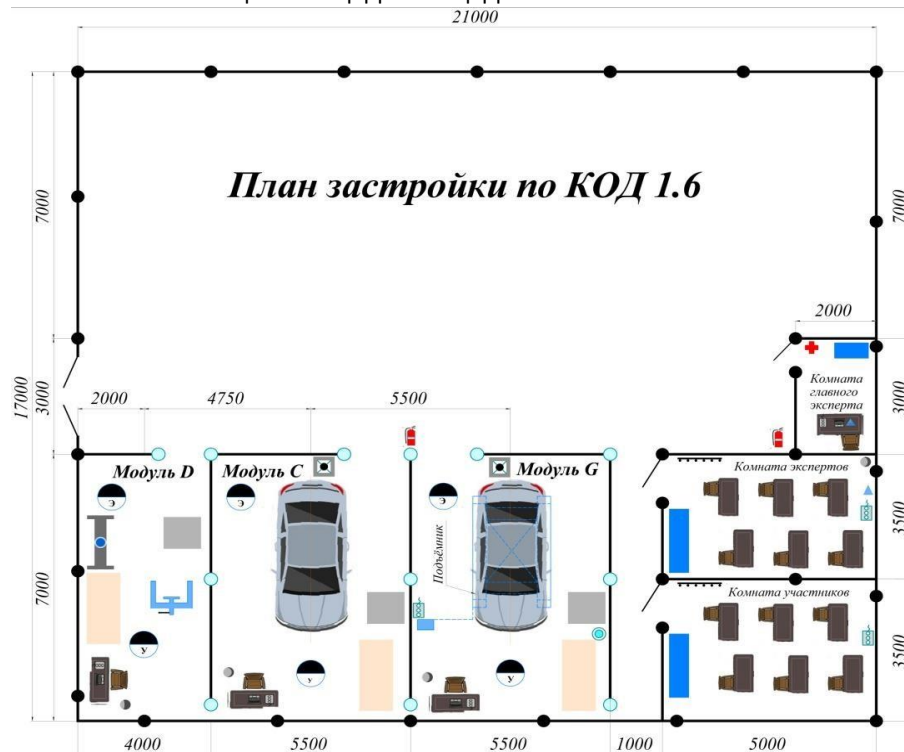 21000
План застройки по КОД 1.6
7000
7000
2000
17000
3000
3000
Комната
главного
эксперта
2000
4750
5500
Модуль D
Модуль C
Модуль G
Комната экспертов
Э
Э
Э
Подъёмник
3500
7000
Комната участников
У
У
У
3500
4000
5500
5500
1000
5000